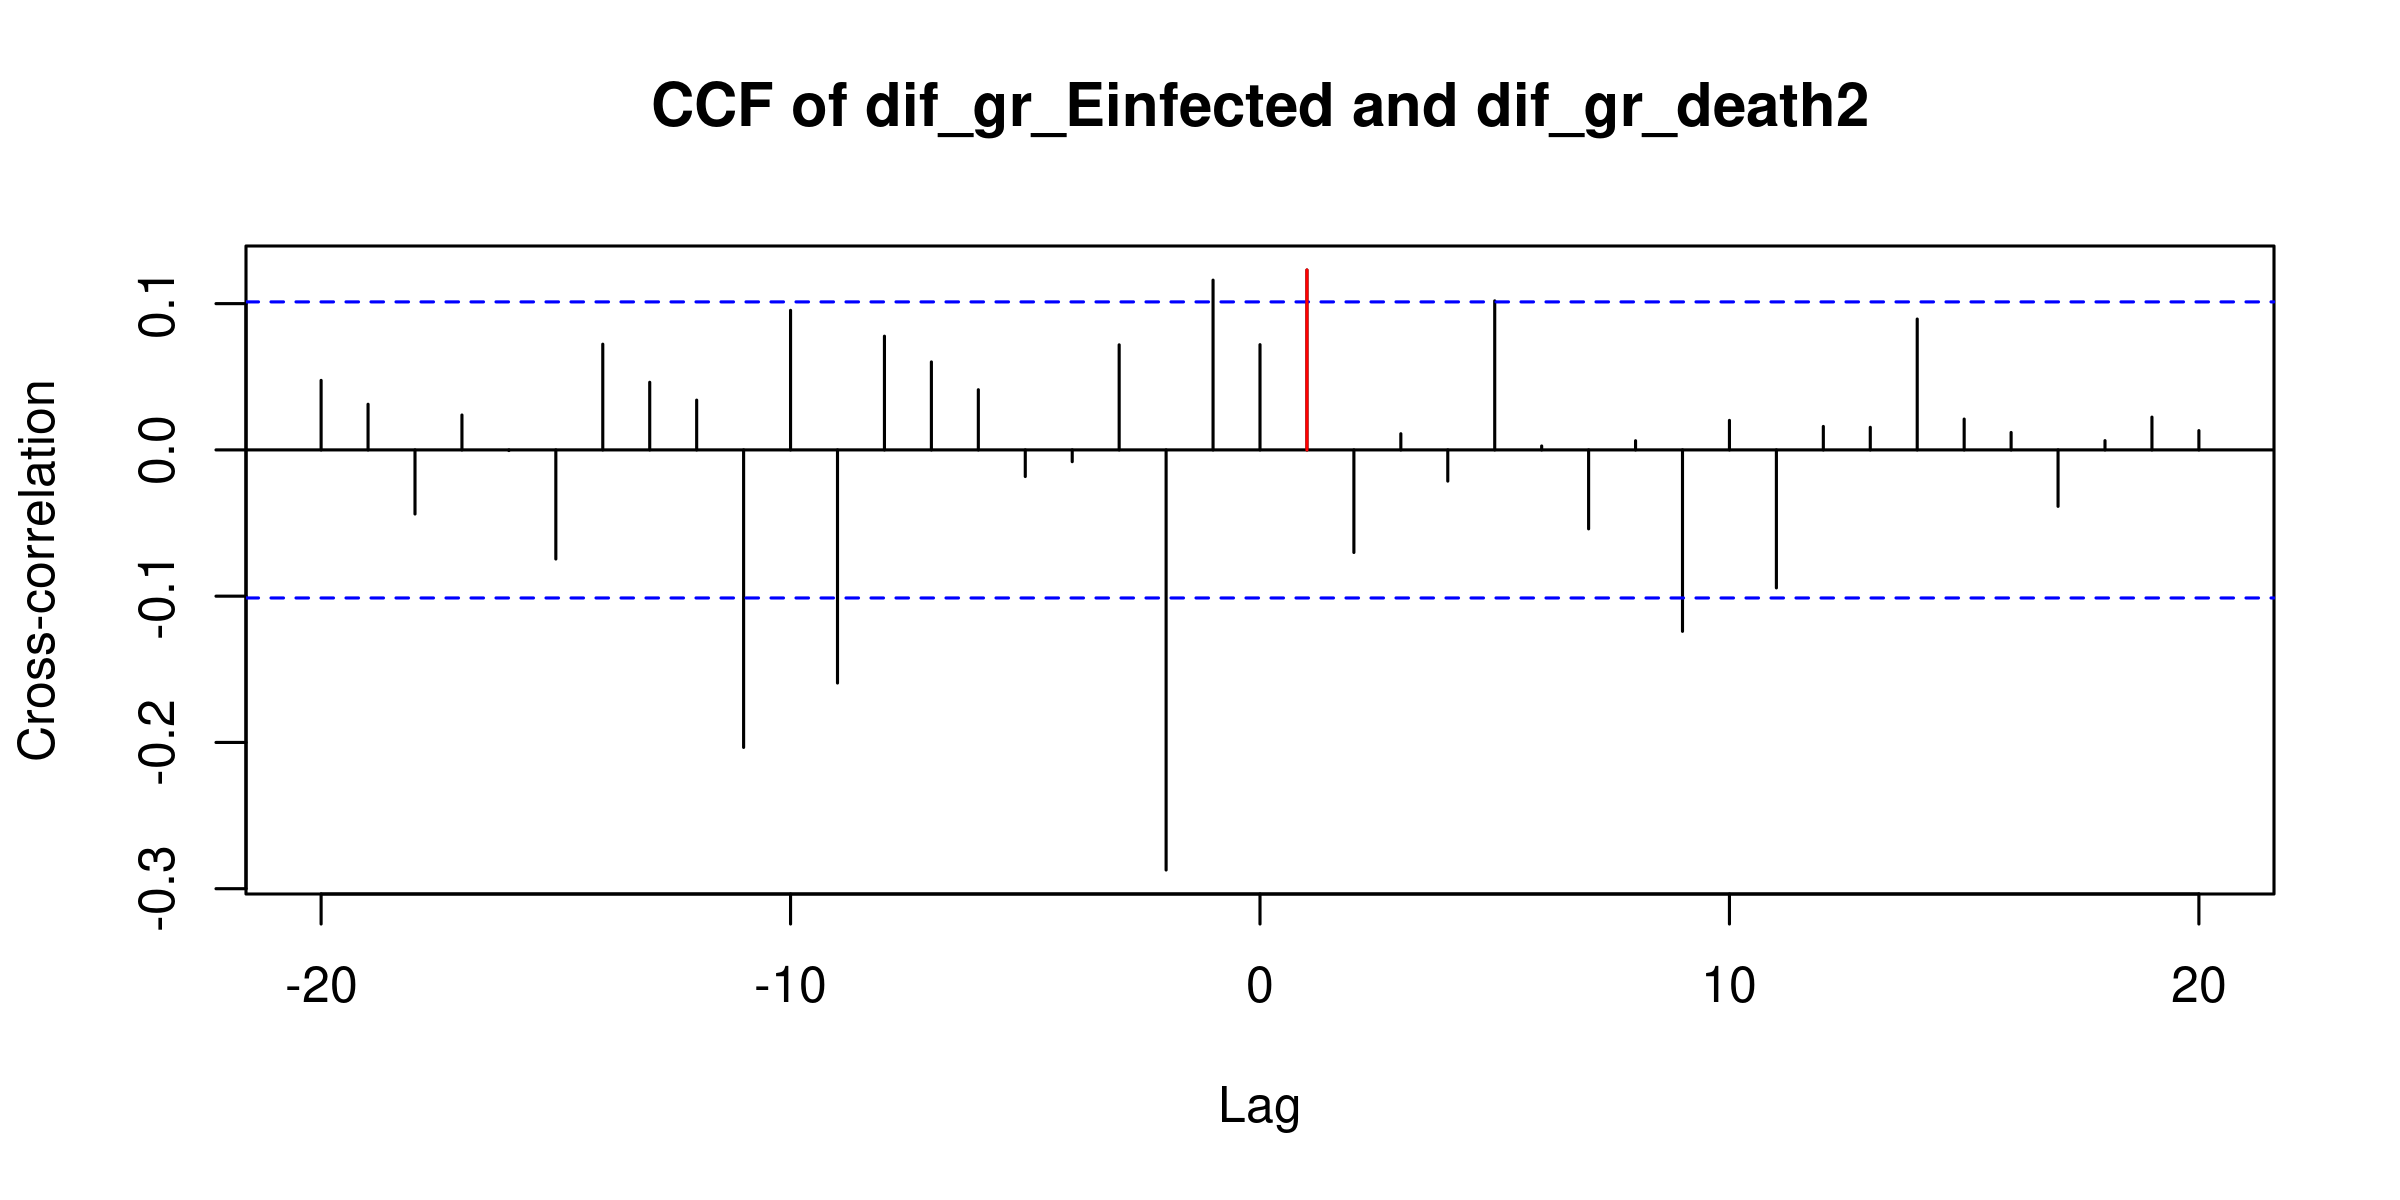 CCF of dif_gr_Einfected and dif_gr_death2
Cross-correlation
0.1
0.0
-0.1
-0.2
-0.3
-20 -10 0 10 20
Lag